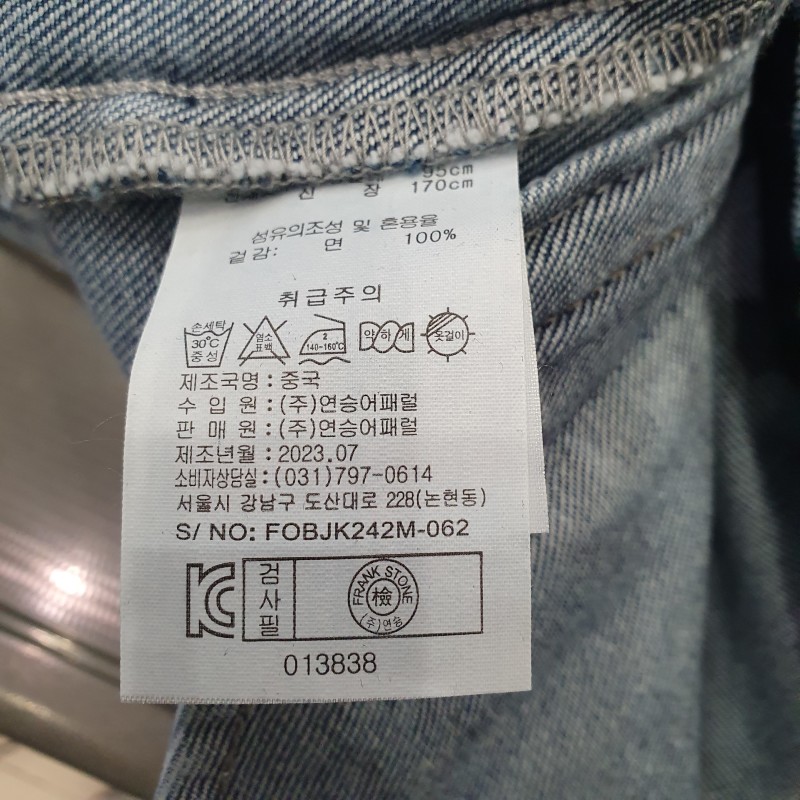 95cm
신 장 170cm
섬유의조성 및 혼용율
겉감: 면 100%
취급주의
손세탁 30℃ 중성
염소 표백
2 140-160℃
약하게
옷걸이
제조국명 : 중국
수 입 원 : (주)연승어패럴
판 매 원 : (주)연승어패럴
제조년월 : 2023.07
소비자상담실 : (031)797-0614
서울시 강남구 도산대로 228(논현동)
S/ NO: FOBJK242M-062
KC
검사필
FRANK STONE
檢
(주)연승
013838